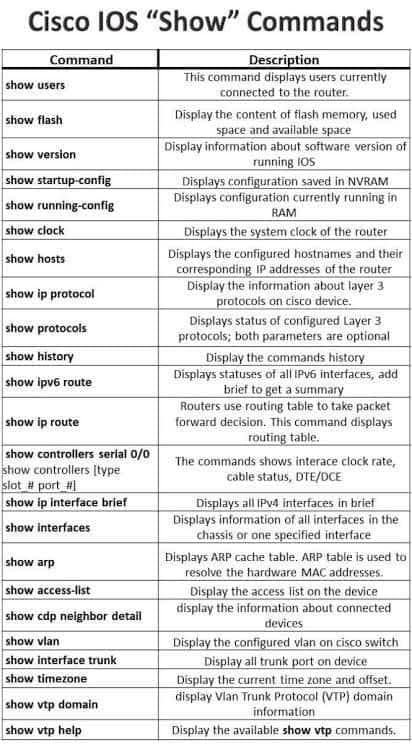 Cisco IOS “Show” Commands
Command
Description
show users
This command displays users currently
connected to the router.
show flash
Display the content of flash memory, used
space and available space
show version
Display information about software version of
running IOS
show startup-config
Displays configuration saved in NVRAM
show running-config
Displays configuration currently running in
RAM
show clock
Displays the system clock of the router
show hosts
Displays the configured hostnames and their
corresponding IP addresses of the router
show ip protocol
Display the information about layer 3
protocols on cisco device.
show protocols
Displays status of configured Layer 3
protocols; both parameters are optional
show history
Display the commands history
show ipv6 route
Displays statuses of all IPv6 interfaces, add
brief to get a summary
show ip route
Routers use routing table to take packet
forward decision. This command displays
routing table.
show controllers serial 0/0
show controllers [type
slot_# port_#]
The commands shows interace clock rate,
cable status, DTE/DCE
show ip interface brief
Displays all IPv4 interfaces in brief
show interfaces
Displays information of all interfaces in the
chassis or one specified interface
show arp
Displays ARP cache table. ARP table is used to
resolve the hardware MAC addresses.
show access-list
Display the access list on the device
show cdp neighbor detail
display the information about connected
devices
show vlan
Display the configured vlan on cisco switch
show interface trunk
Display all trunk port on device
show timezone
Display the current time zone and offset.
show vtp domain
display Vlan Trunk Protocol (VTP) domain
information
show vtp help
Display the available show vtp commands.